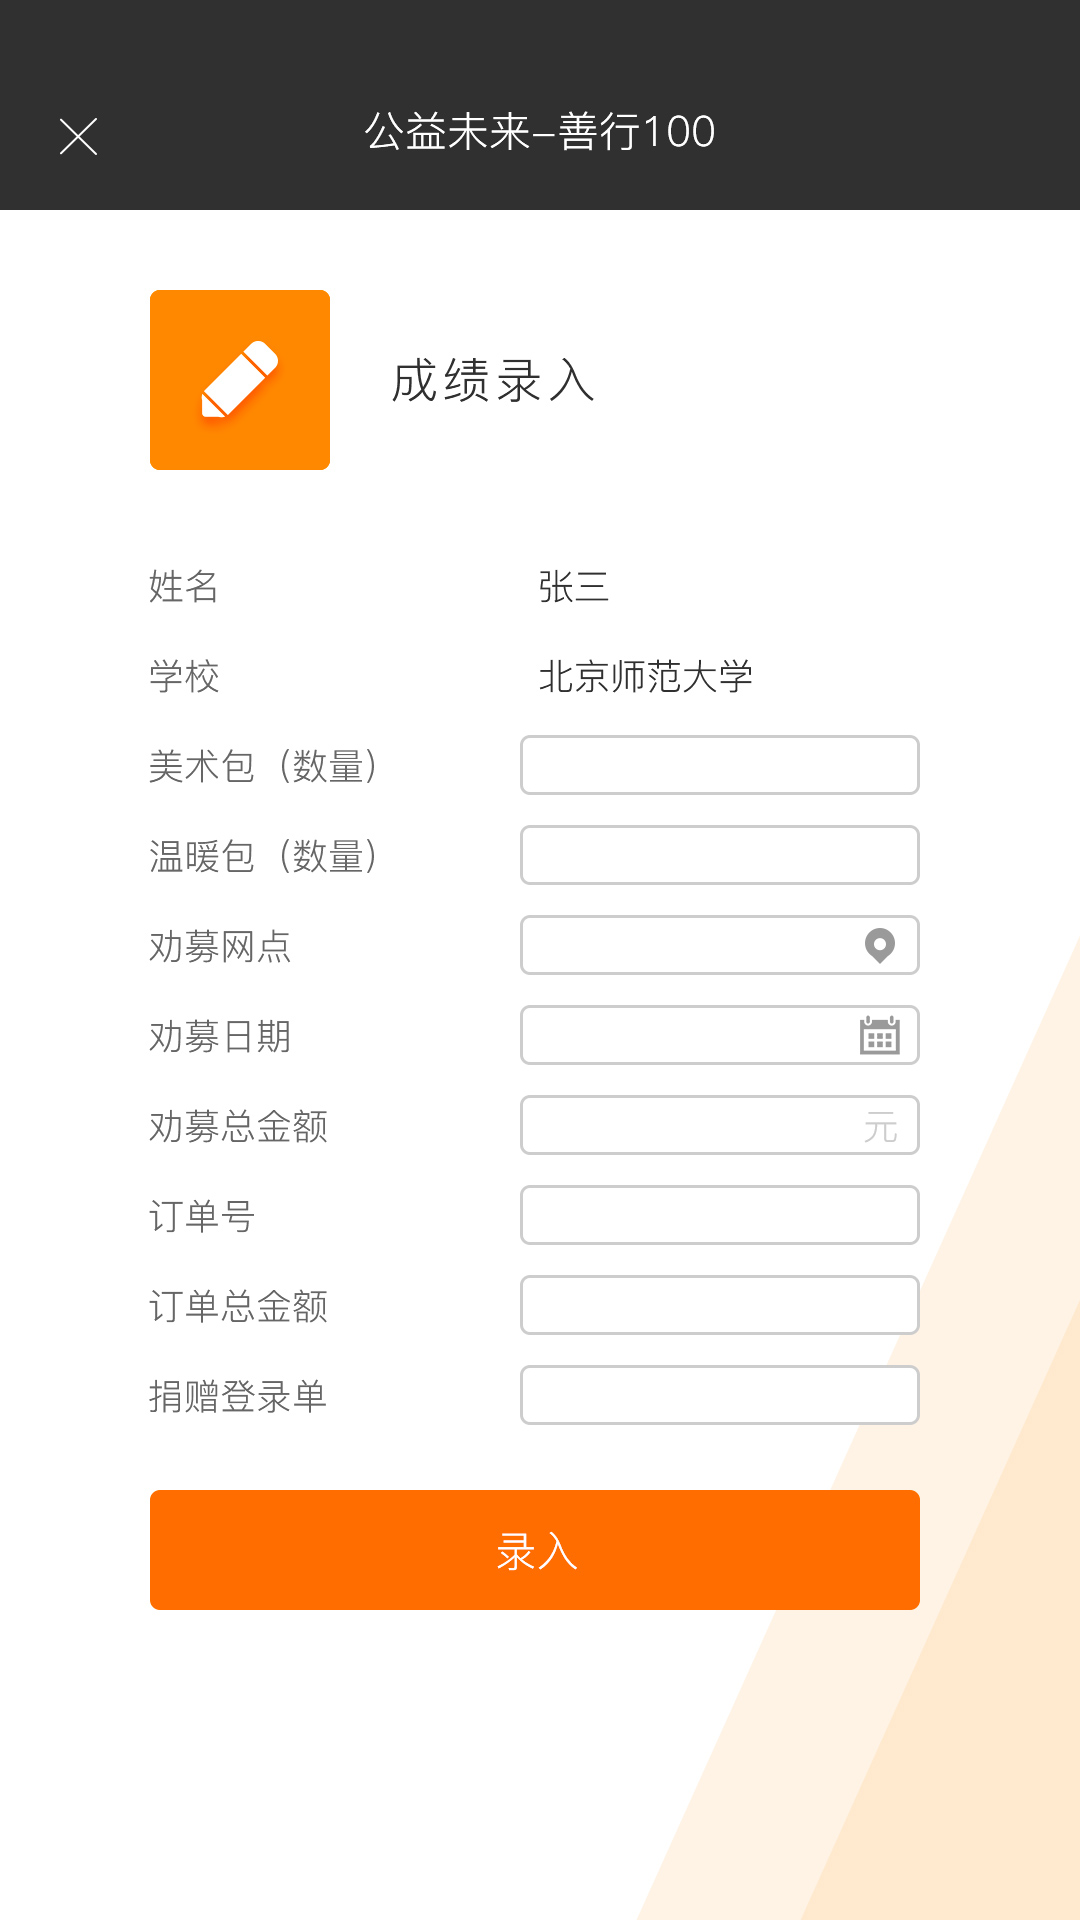 公益未来–善行100
成绩录入
姓名 张三
学校 北京师范大学
美术包（数量）
温暖包（数量）
劝募网点
劝募日期
劝募总金额 元
订单号
订单总金额
捐赠登录单
录入